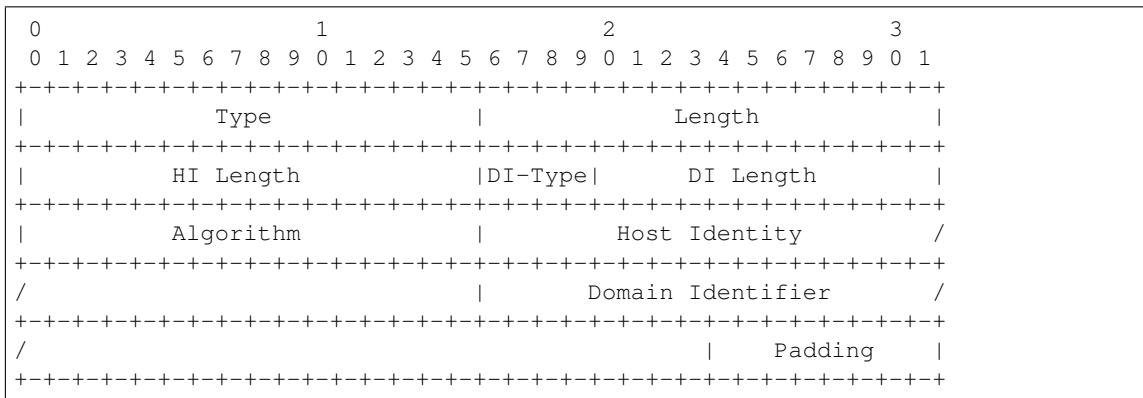 0                   1                   2                   3
 0 1 2 3 4 5 6 7 8 9 0 1 2 3 4 5 6 7 8 9 0 1 2 3 4 5 6 7 8 9 0 1
+-+-+-+-+-+-+-+-+-+-+-+-+-+-+-+-+-+-+-+-+-+-+-+-+-+-+-+-+-+-+-+-+
|             Type              |             Length            |
+-+-+-+-+-+-+-+-+-+-+-+-+-+-+-+-+-+-+-+-+-+-+-+-+-+-+-+-+-+-+-+-+
|          HI Length            |DI-Type|      DI Length        |
+-+-+-+-+-+-+-+-+-+-+-+-+-+-+-+-+-+-+-+-+-+-+-+-+-+-+-+-+-+-+-+-+
|          Algorithm            |         Host Identity         /
+-+-+-+-+-+-+-+-+-+-+-+-+-+-+-+-+-+-+-+-+-+-+-+-+-+-+-+-+-+-+-+-+
/                               |       Domain Identifier       /
+-+-+-+-+-+-+-+-+-+-+-+-+-+-+-+-+-+-+-+-+-+-+-+-+-+-+-+-+-+-+-+-+
/                                               |    Padding    |
+-+-+-+-+-+-+-+-+-+-+-+-+-+-+-+-+-+-+-+-+-+-+-+-+-+-+-+-+-+-+-+-+